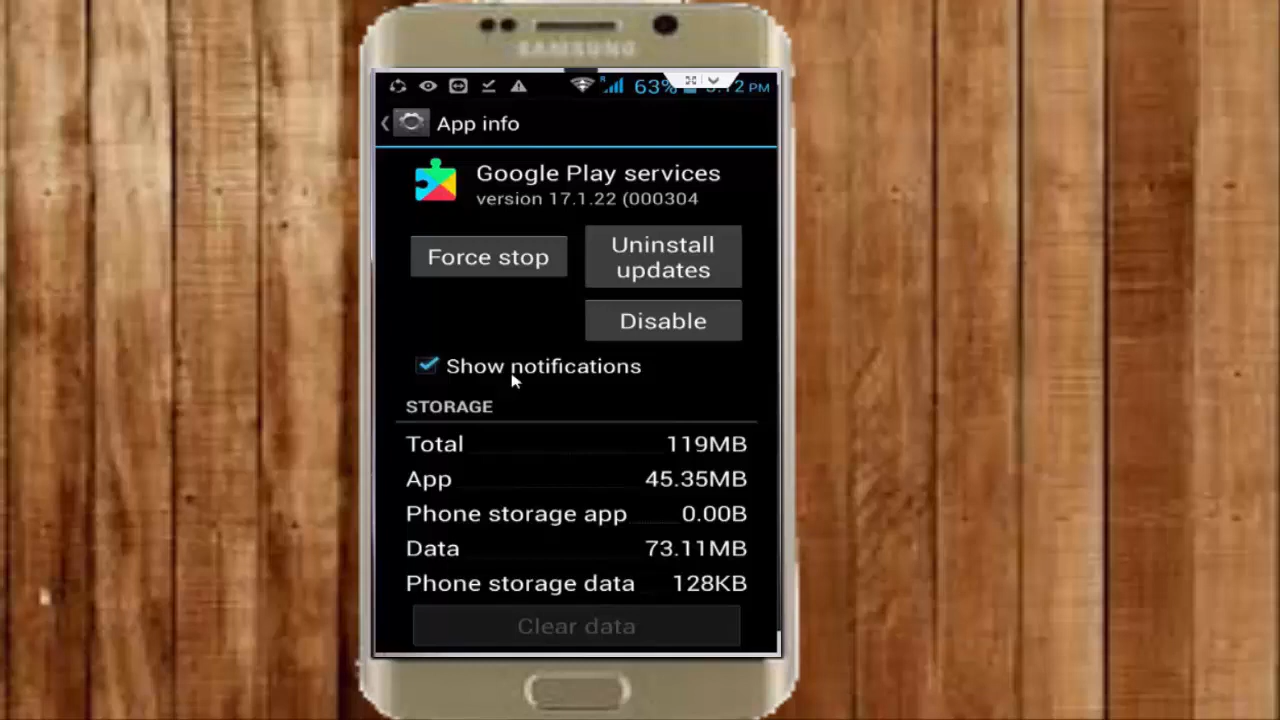 SAMSUNG
63%
App info
Google Play services
version 17.1.22 (000304
Force stop
Uninstall
updates
Disable
Show notifications
STORAGE
Total 119MB
App 45.35MB
Phone storage app 0.00B
Data 73.11MB
Phone storage data 128KB
Clear data